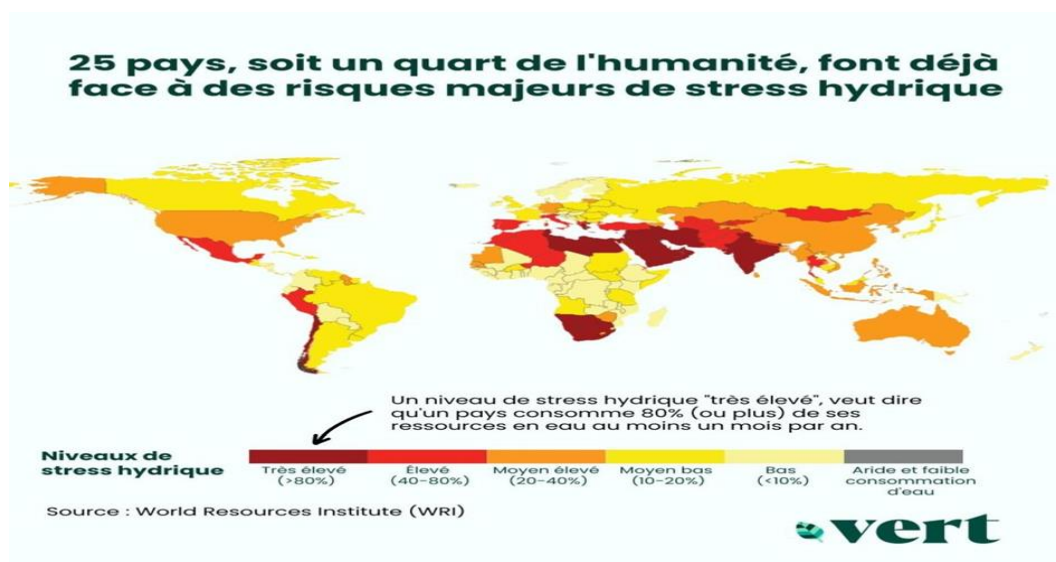 25 pays, soit un quart de l'humanité, font déjà
face à des risques majeurs de stress hydrique
Un niveau de stress hydrique "très élevé", veut dire
qu'un pays consomme 80% (ou plus) de ses
ressources en eau au moins un mois par an.
Niveaux de
stress hydrique
Très élevé
(>80%)
Élevé
(40-80%)
Moyen élevé
(20-40%)
Moyen bas
(10-20%)
Bas
(<10%)
Aride et faible
consommation
d'eau
Source : World Resources Institute (WRI)
vert